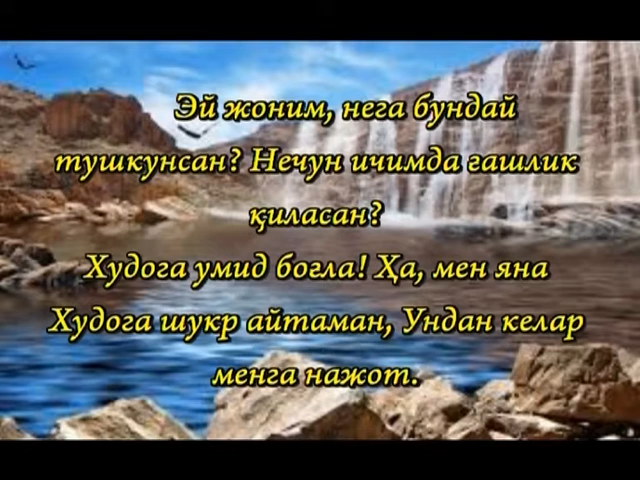 Эй жоним, нега бундай
тушкунсан? Нечун ичимда ғашлик
қиласан?
Худога умид боғла! Ҳа, мен яна
Худога шукр айтаман, Ундан келар
менга нажот.